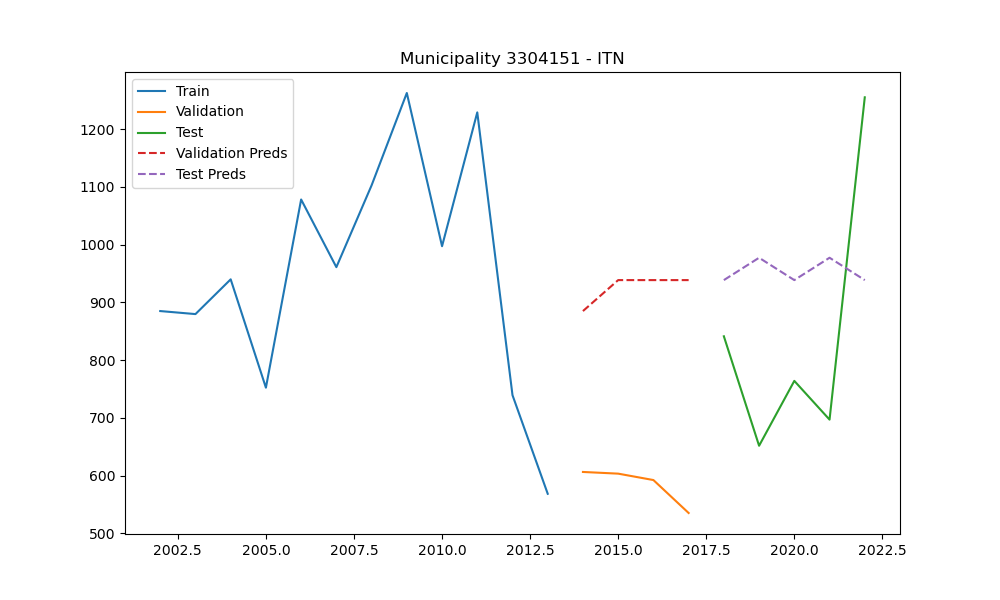 Municipality 3304151 - ITN
Train
Validation
Test
Validation Preds
Test Preds
1200
1100
1000
900
800
700
600
500
2002.5 2005.0 2007.5 2010.0 2012.5 2015.0 2017.5 2020.0 2022.5